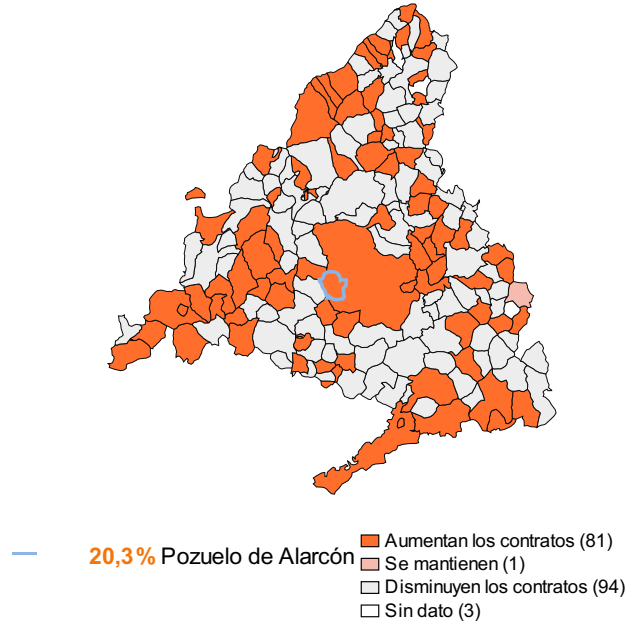 20,3% Pozuelo de Alarcón
Aumentan los contratos (81)
Se mantienen (1)
Disminuyen los contratos (94)
Sin dato (3)